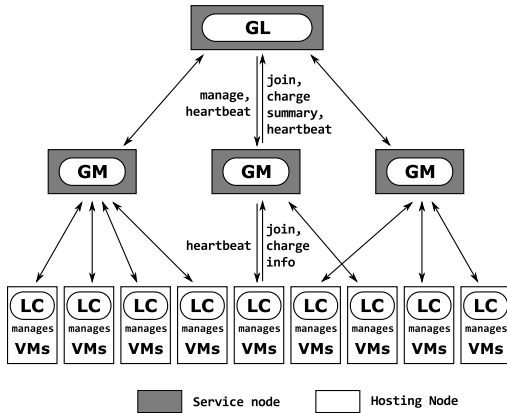 GL
manage,
heartbeat
join,
charge
summary,
heartbeat
GM GM GM
heartbeat
join,
charge
info
LC LC LC LC LC LC LC LC LC
manages manages manages manages manages manages manages manages manages
VMs VMs VMs VMs VMs VMs VMs VMs VMs
Service node Hosting Node